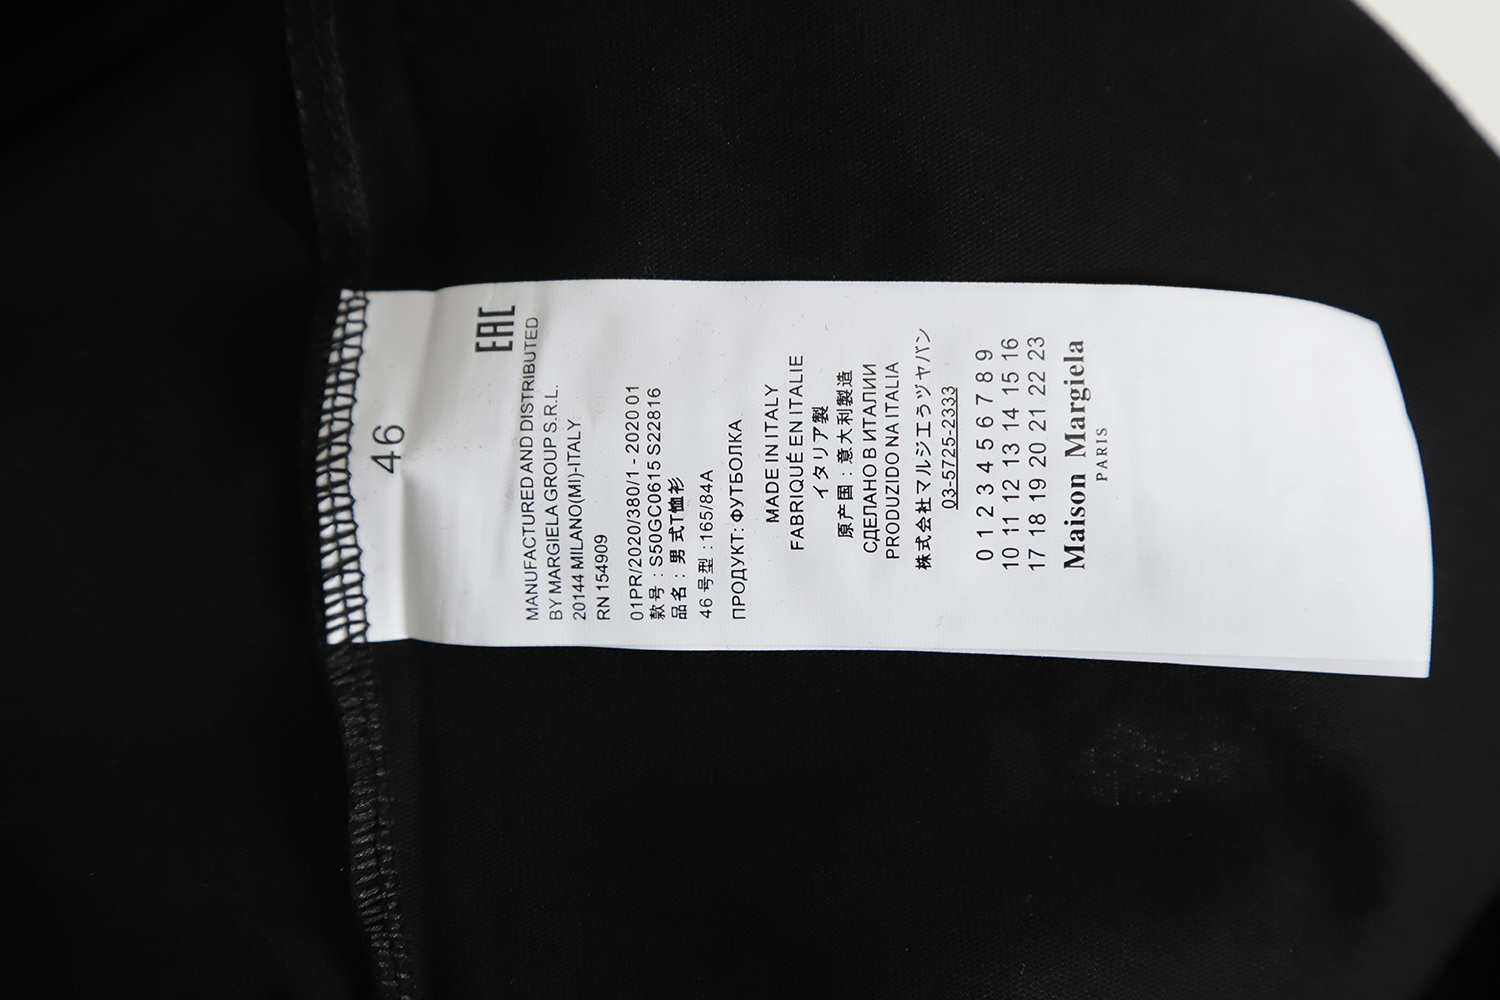 46
EAC
MANUFACTURED AND DISTRIBUTED
BY MARGIELA GROUP S.R.L.
20144 MILANO(MI)-ITALY
RN 154909
01PR/2020/380/1 - 2020 01
款号 : S50GC0615 S22816
品名 : 男 式T恤衫
46 号型 : 165/84A
ПРОДУКТ: ФУТБОЛКА
MADE IN ITALY
FABRIQUÉ EN ITALIE
イタリア製
原产国 : 意大利製造
СДЕЛАНО В ИТАЛИИ
PRODUZIDO NA ITALIA
株式会社マルジエうヅヤバン
03-5725-2333
0 1 2 3 4 5 6 7 8 9
10 11 12 13 14 15 16
17 18 19 20 21 22 23
Maison Margiela
PARIS